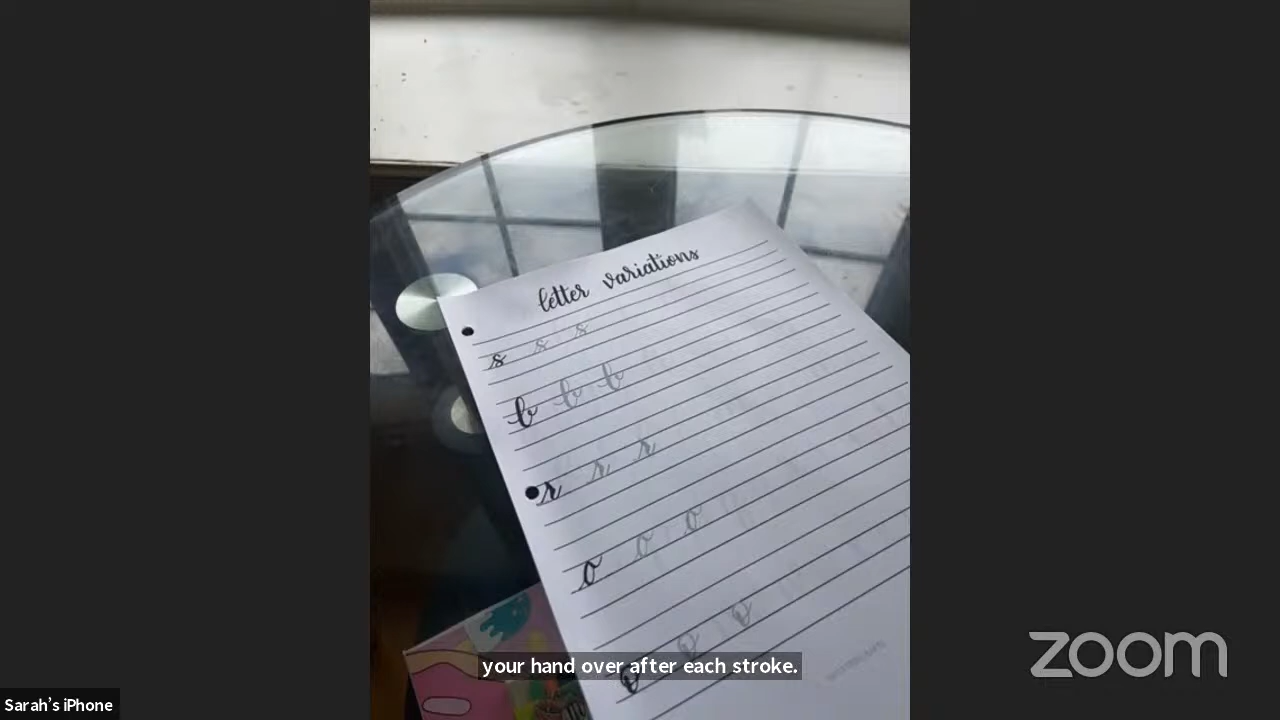 letter variations
s s s
b b b
r r r
o o o
v v v
your hand over after each stroke.
zoom
Sarah's iPhone